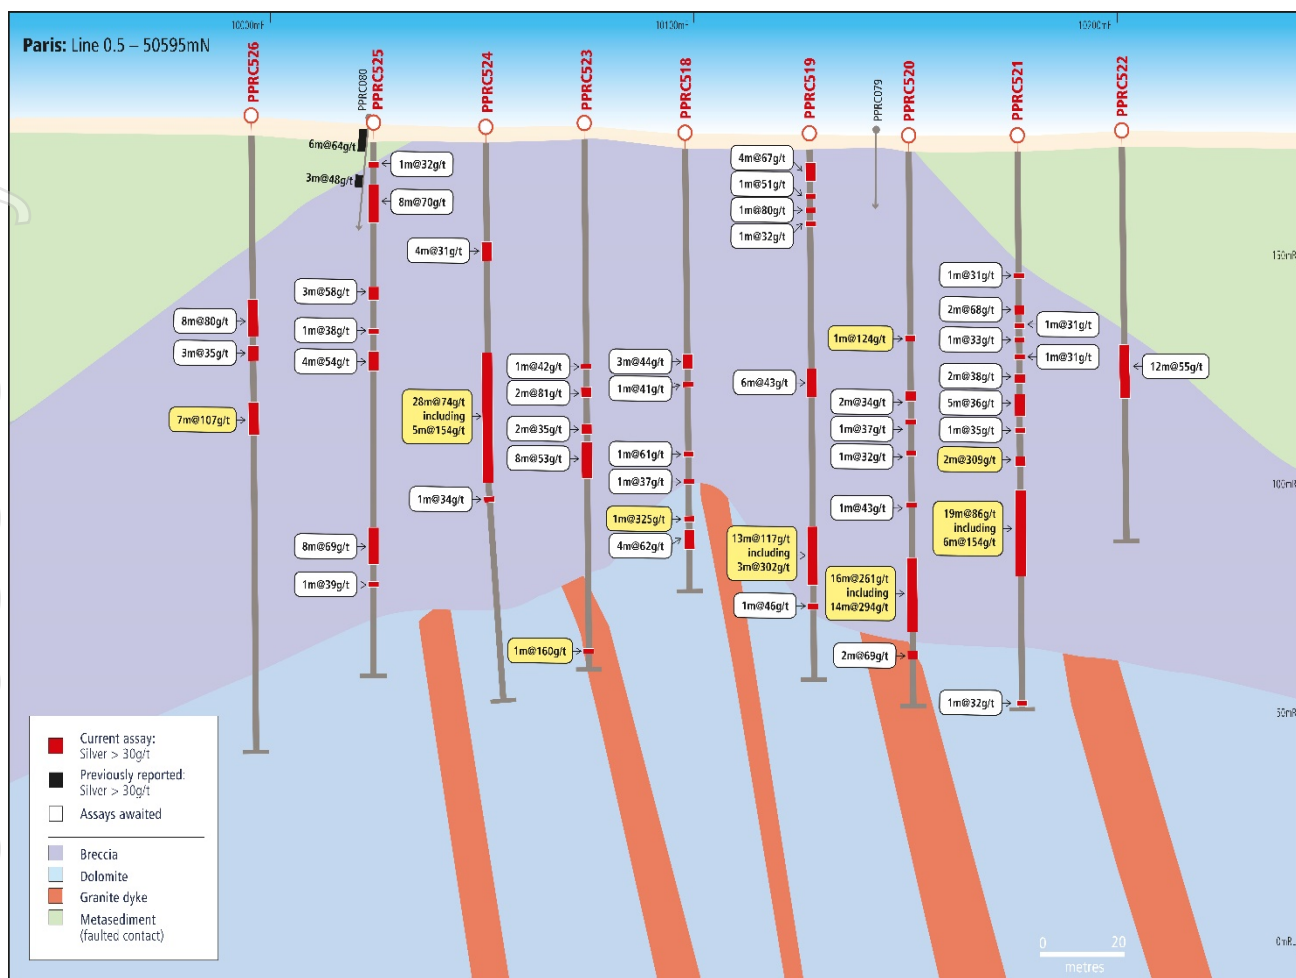 10000mE
10100mE
10200mE
Paris: Line 0.5 – 50595mN
PPRC526
PPRC080
PPRC525
PPRC524
PPRC523
PPRC518
PPRC519
PPRC079
PPRC520
PPRC521
PPRC522
6m@64g/t
3m@48g/t
8m@80g/t
3m@35g/t
7m@107g/t
1m@32g/t
8m@70g/t
3m@58g/t
1m@38g/t
4m@54g/t
8m@69g/t
1m@39g/t
4m@31g/t
28m@74g/t
including
5m@154g/t
1m@34g/t
1m@42g/t
2m@81g/t
2m@35g/t
8m@53g/t
1m@160g/t
3m@44g/t
1m@41g/t
1m@61g/t
1m@37g/t
1m@325g/t
4m@62g/t
4m@67g/t
1m@51g/t
1m@80g/t
1m@32g/t
6m@43g/t
13m@117g/t
including
3m@302g/t
1m@46g/t
1m@124g/t
2m@34g/t
1m@37g/t
1m@32g/t
1m@43g/t
16m@261g/t
including
14m@294g/t
2m@69g/t
1m@31g/t
2m@68g/t
1m@31g/t
1m@33g/t
1m@31g/t
2m@38g/t
5m@36g/t
1m@35g/t
2m@309g/t
19m@86g/t
including
6m@154g/t
1m@32g/t
12m@55g/t
150mR
100mR
50mR
0mR
Current assay:
Silver > 30g/t
Previously reported:
Silver > 30g/t
Assays awaited
Breccia
Dolomite
Granite dyke
Metasediment
(faulted contact)
0 20
metres